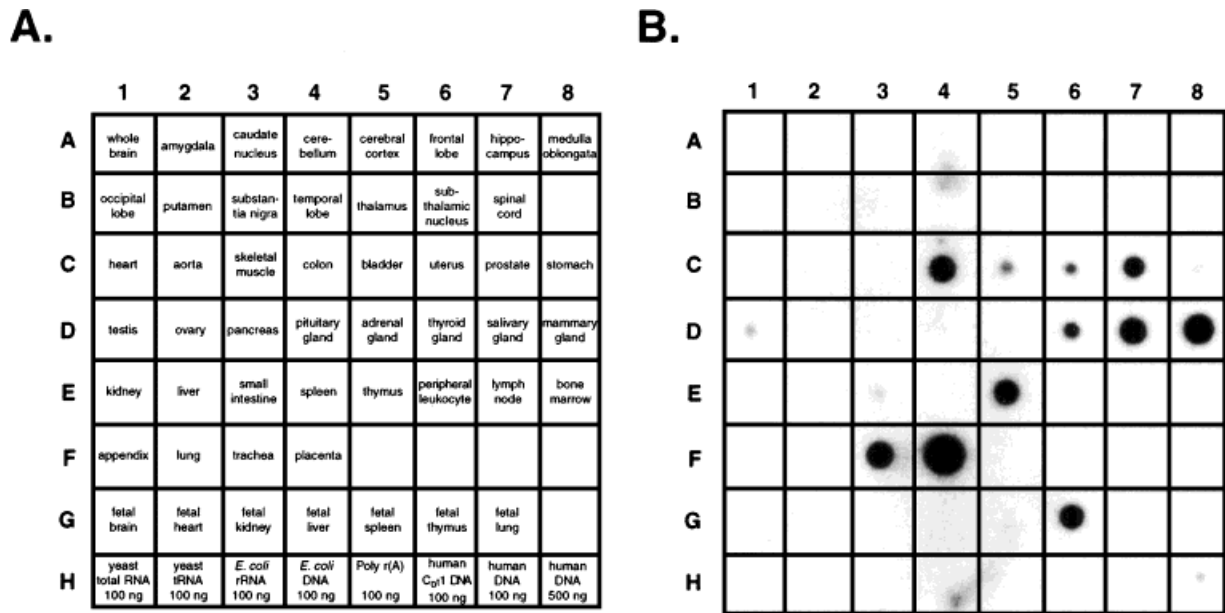 A.
B.
1 2 3 4 5 6 7 8
1 2 3 4 5 6 7 8
A
whole
brain
amygdala
caudate
nucleus
cere-
bellum
cerebral
cortex
frontal
lobe
hippo-
campus
medulla
oblongata
B
occipital
lobe
putamen
substan-
tia nigra
temporal
lobe
thalamus
sub-
thalamic
nucleus
spinal
cord
C
heart
aorta
skeletal
muscle
colon
bladder
uterus
prostate
stomach
D
testis
ovary
pancreas
pituitary
gland
adrenal
gland
thyroid
gland
salivary
gland
mammary
gland
E
kidney
liver
small
intestine
spleen
thymus
peripheral
leukocyte
lymph
node
bone
marrow
F
appendix
lung
trachea
placenta
G
fetal
brain
fetal
heart
fetal
kidney
fetal
liver
fetal
spleen
fetal
thymus
fetal
lung
H
yeast
total RNA
100 ng
yeast
tRNA
100 ng
E. coli
rRNA
100 ng
E. coli
DNA
100 ng
Poly r(A)
100 ng
human
C₀t1 DNA
100 ng
human
DNA
100 ng
human
DNA
500 ng
A
B
C
D
E
F
G
H